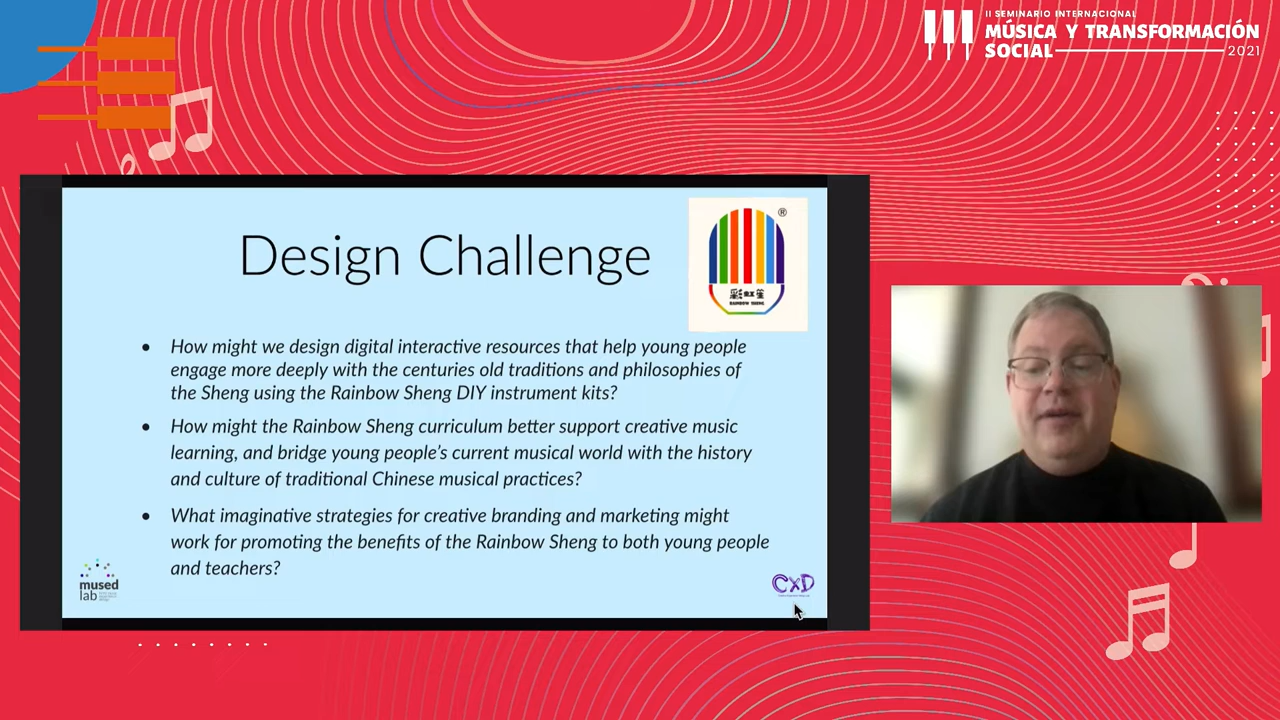 II SEMINARIO INTERNACIONAL
MÚSICA Y TRANSFORMACIÓN
SOCIAL
2021
Design Challenge
®
彩虹笙
RAINBOW SHENG
• How might we design digital interactive resources that help young people
engage more deeply with the centuries old traditions and philosophies of
the Sheng using the Rainbow Sheng DIY instrument kits?
• How might the Rainbow Sheng curriculum better support creative music
learning, and bridge young people's current musical world with the history
and culture of traditional Chinese musical practices?
• What imaginative strategies for creative branding and marketing might
work for promoting the benefits of the Rainbow Sheng to both young people
and teachers?
mused
lab
CxD